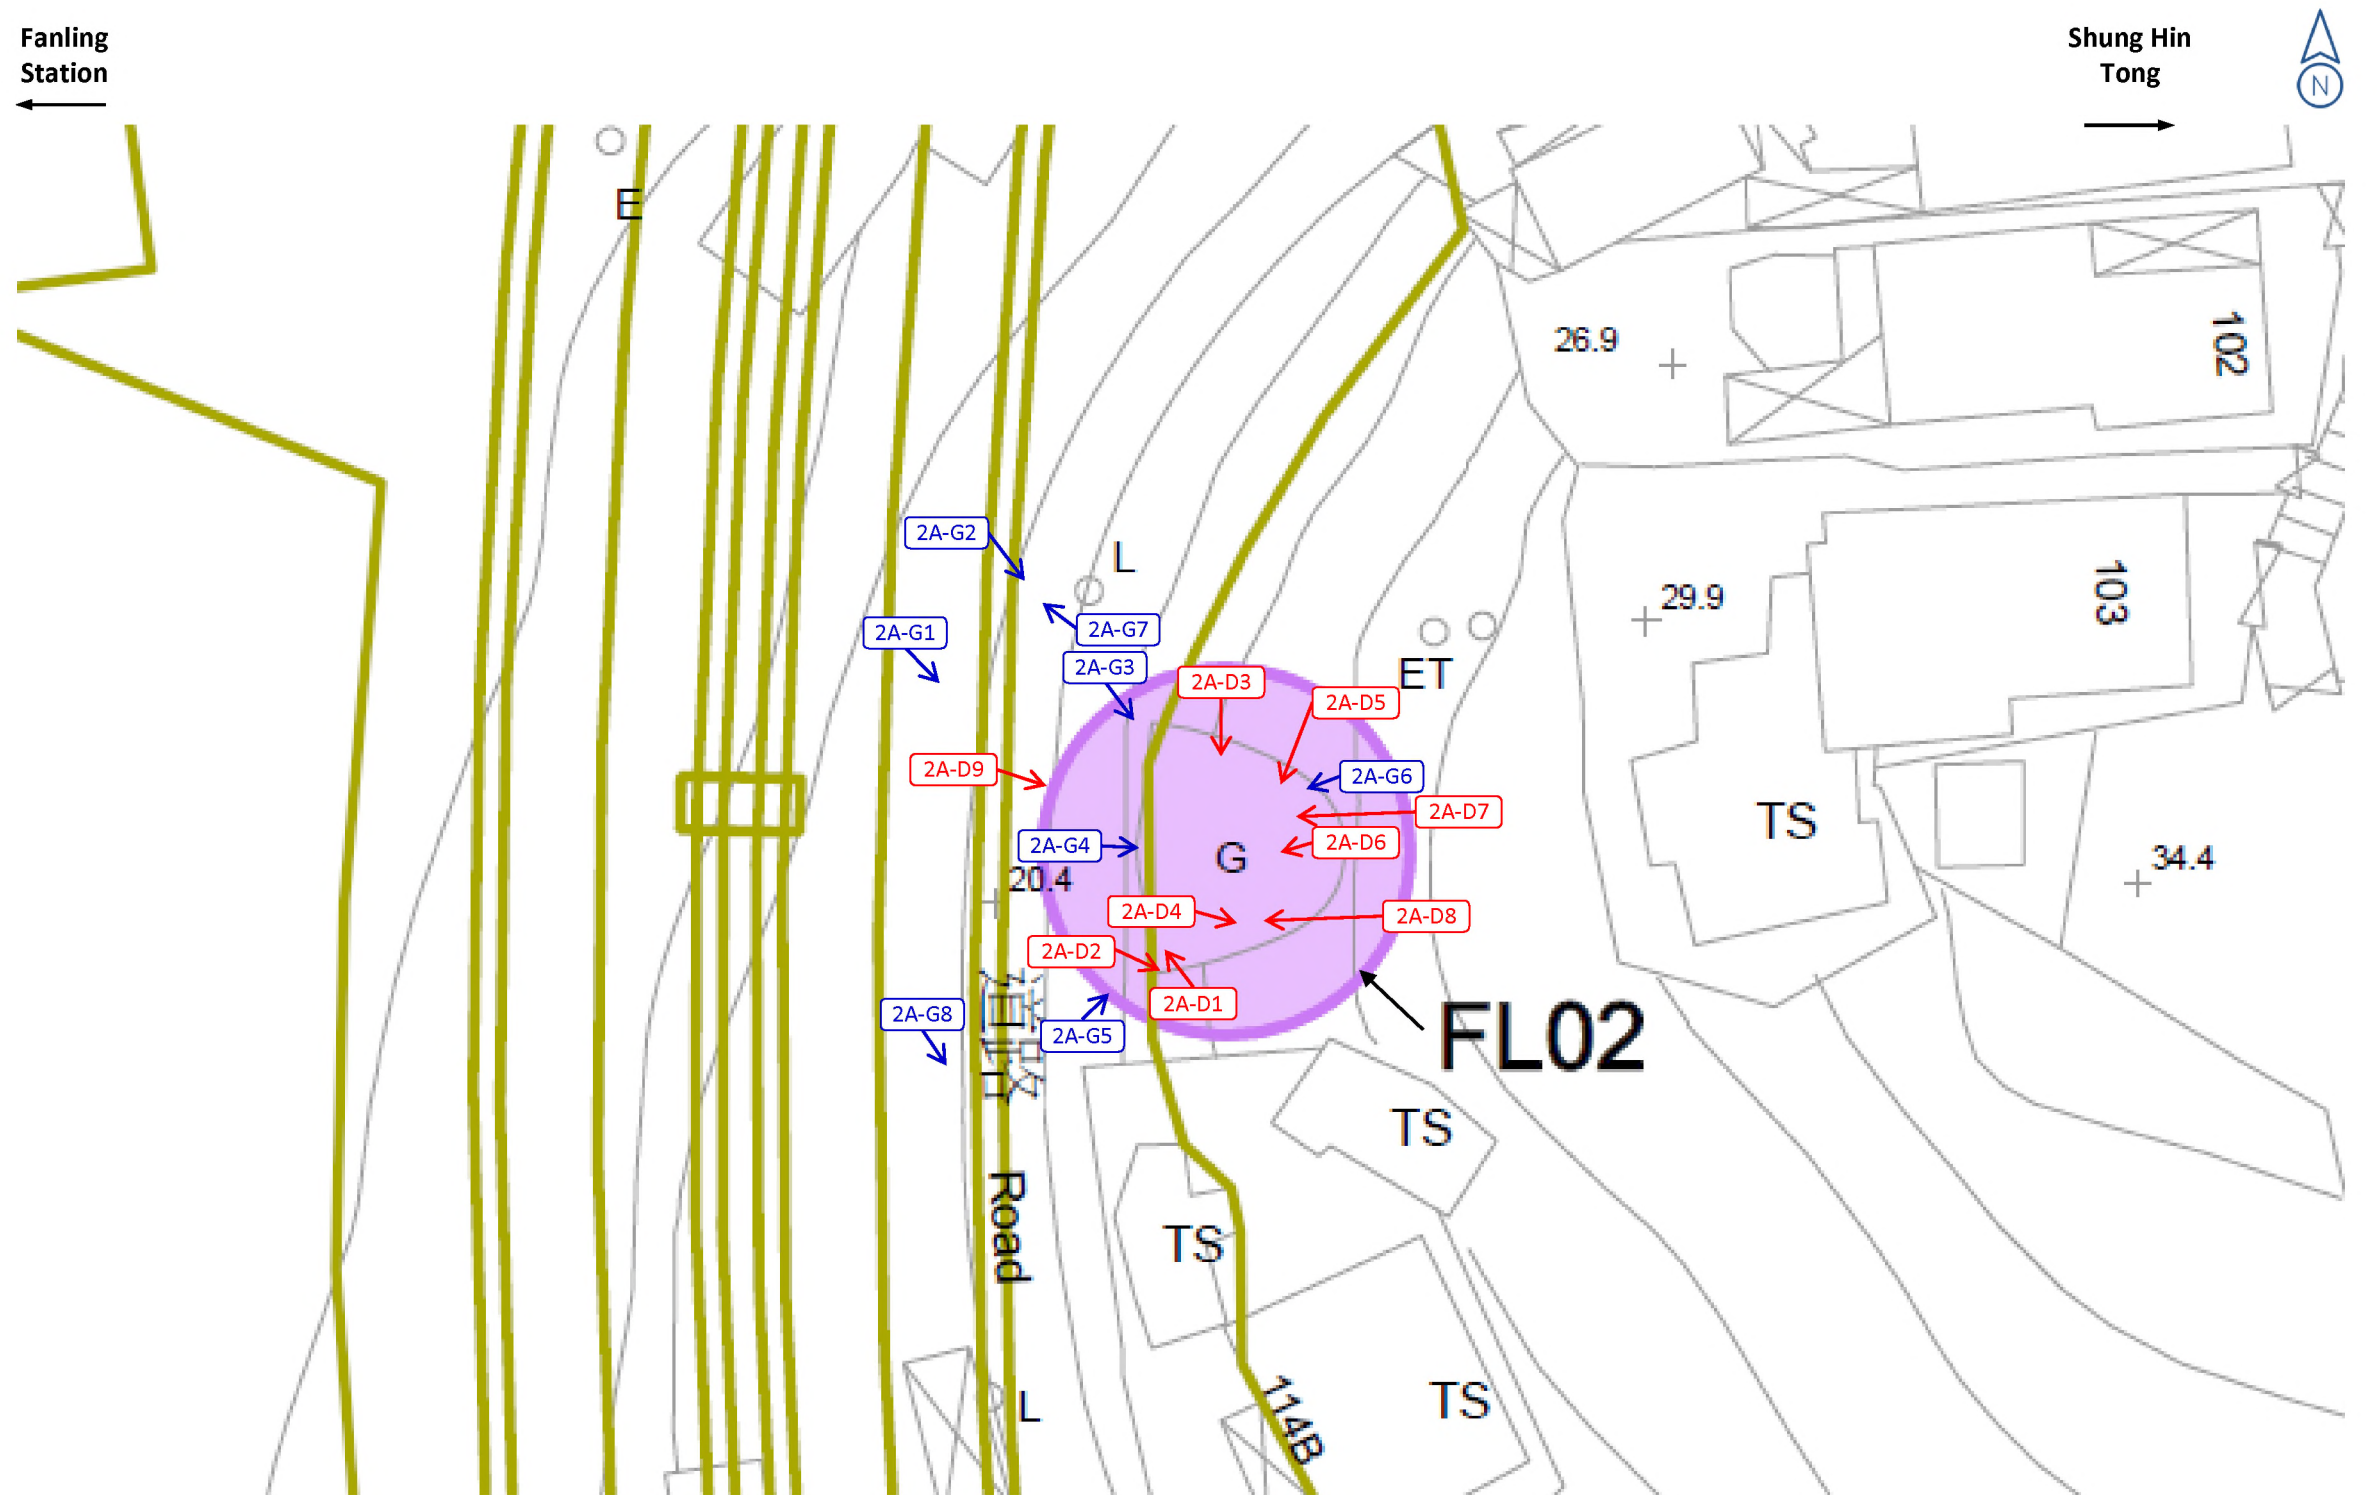 Fanling
Station
Shung Hin
Tong
N
E
26.9
102
2A-G2
L
2A-G1
2A-G7
29.9
103
2A-G3
2A-D3
ET
2A-D5
2A-D9
2A-G6
2A-D7
TS
2A-G4
G
2A-D6
34.4
20.4
2A-D4
2A-D8
2A-D2
2A-D1
2A-G8
2A-G5
FL02
TS
Road
TS
L
TS
114B